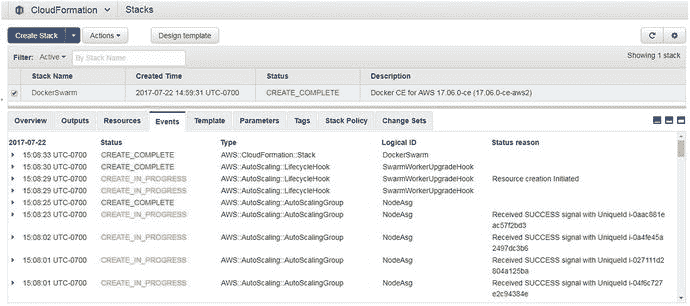 CloudFormation Stacks
Create Stack Actions Design template
Filter: Active By Stack Name Showing 1 stack
Stack Name Created Time Status Description
DockerSwarm 2017-07-22 14:59:31 UTC-0700 CREATE_COMPLETE Docker CE for AWS 17.06.0-ce (17.06.0-ce-aws2)
Overview Outputs Resources Events Template Parameters Tags Stack Policy Change Sets
2017-07-22 Status Type Logical ID Status reason
15:08:33 UTC-0700 CREATE_COMPLETE AWS::CloudFormation::Stack DockerSwarm
15:08:30 UTC-0700 CREATE_COMPLETE AWS::AutoScaling::LifecycleHook SwarmWorkerUpgradeHook
15:08:29 UTC-0700 CREATE_IN_PROGRESS AWS::AutoScaling::LifecycleHook SwarmWorkerUpgradeHook Resource creation Initiated
15:08:29 UTC-0700 CREATE_IN_PROGRESS AWS::AutoScaling::LifecycleHook SwarmWorkerUpgradeHook
15:08:25 UTC-0700 CREATE_COMPLETE AWS::AutoScaling::AutoScalingGroup NodeAsg
15:08:23 UTC-0700 CREATE_IN_PROGRESS AWS::AutoScaling::AutoScalingGroup NodeAsg Received SUCCESS signal with UniqueId i-0aac881e
ac57f2bd3
15:08:02 UTC-0700 CREATE_IN_PROGRESS AWS::AutoScaling::AutoScalingGroup NodeAsg Received SUCCESS signal with UniqueId i-0a4fe45a
2497dc3b6
15:08:01 UTC-0700 CREATE_IN_PROGRESS AWS::AutoScaling::AutoScalingGroup NodeAsg Received SUCCESS signal with UniqueId i-027111d2
804a125ba
15:08:01 UTC-0700 CREATE_IN_PROGRESS AWS::AutoScaling::AutoScalingGroup NodeAsg Received SUCCESS signal with UniqueId i-04f6c727
e2c94384e